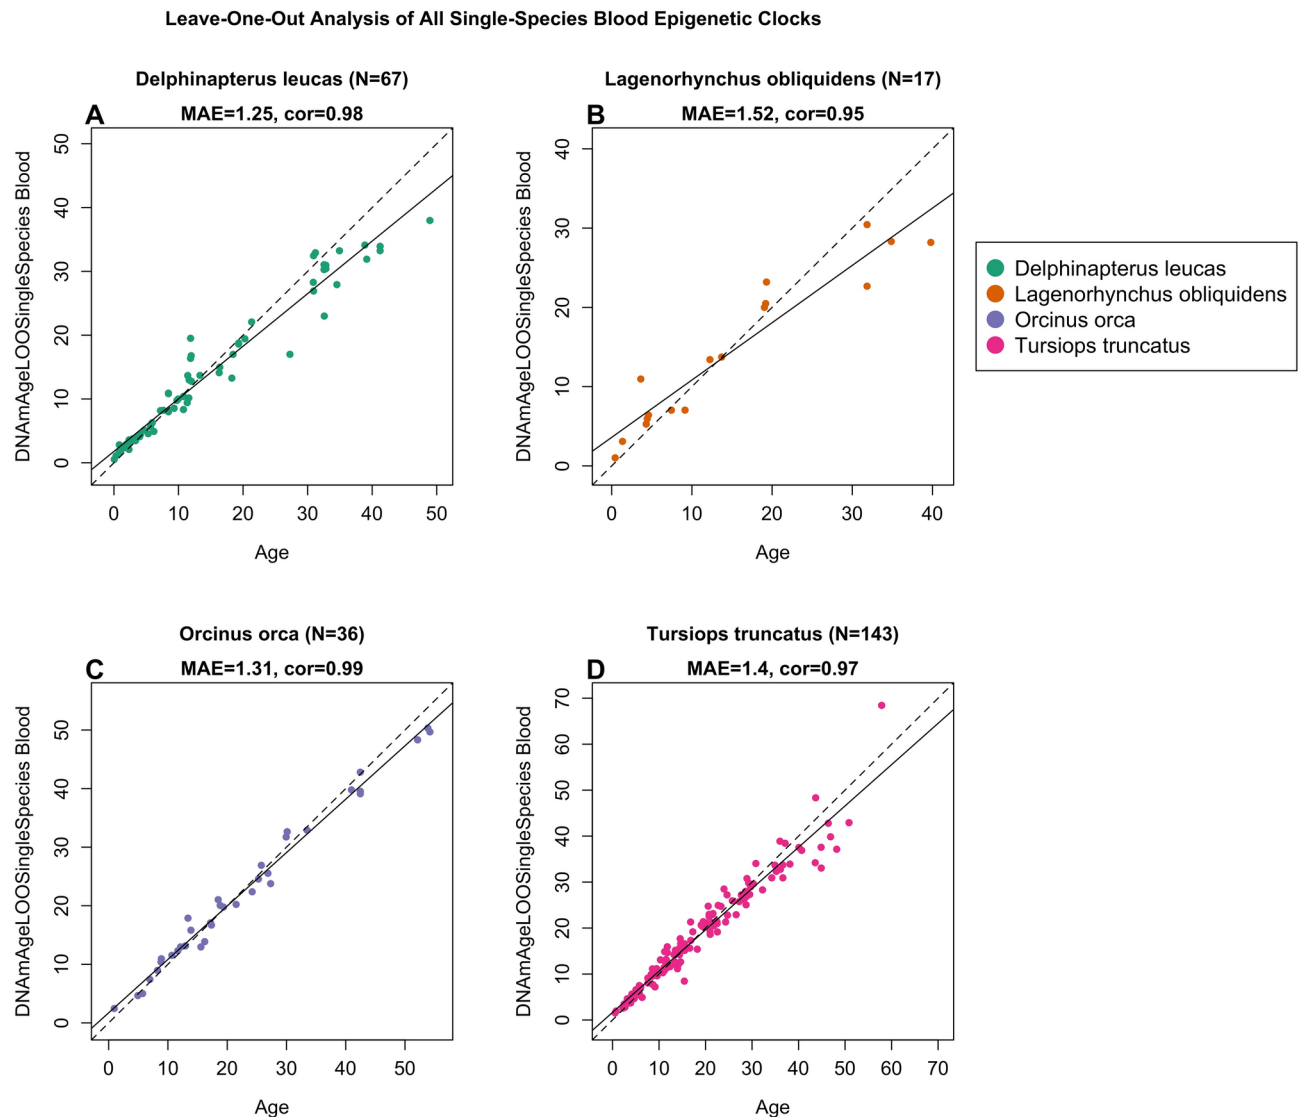 Leave-One-Out Analysis of All Single-Species Blood Epigenetic Clocks
Delphinapterus leucas (N=67)
A
MAE=1.25, cor=0.98
DNAmAgeLOOSingleSpecies Blood
0 10 20 30 40 50
0 10 20 30 40 50
Age
Lagenorhynchus obliquidens (N=17)
B
MAE=1.52, cor=0.95
DNAmAgeLOOSingleSpecies Blood
0 10 20 30 40
0 10 20 30 40
Age
Delphinapterus leucas
Lagenorhynchus obliquidens
Orcinus orca
Tursiops truncatus
Orcinus orca (N=36)
C
MAE=1.31, cor=0.99
DNAmAgeLOOSingleSpecies Blood
0 10 20 30 40 50
0 10 20 30 40 50
Age
Tursiops truncatus (N=143)
D
MAE=1.4, cor=0.97
DNAmAgeLOOSingleSpecies Blood
0 10 20 30 40 50 60 70
0 10 20 30 40 50 60 70
Age